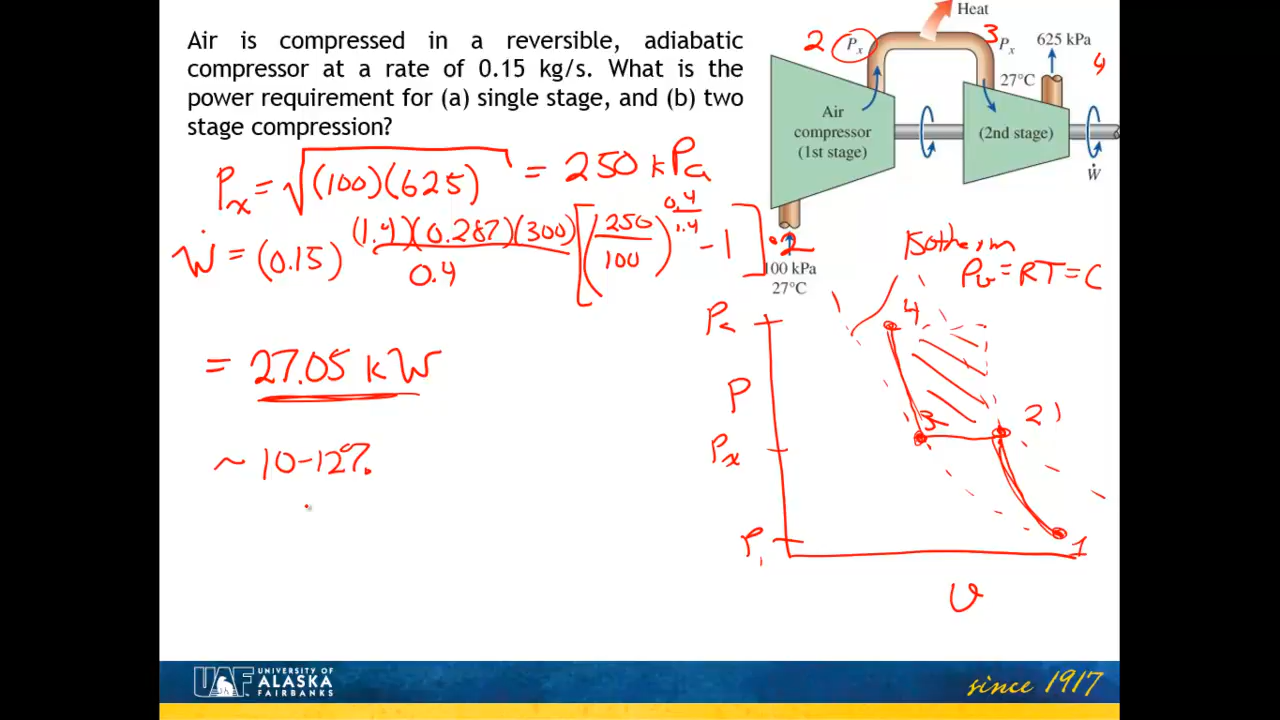 Air is compressed in a reversible, adiabatic
compressor at a rate of 0.15 kg/s. What is the
power requirement for (a) single stage, and (b) two
stage compression?
Heat
2 Px 3 Px 625 kPa 4
27°C
Air
compressor
(1st stage)
(2nd stage)
Ẇ
100 kPa
27°C
Px = √(100)(625) = 250 kPa
Ẇ = (0.15) (1.4)(0.287)(300)/0.4 [(250/100)^(0.4/1.4) - 1] · 2
= 27.05 kW
~ 10-12%
Isotherm
Pv = RT = C
4
3
2
1
P
Px
P1
v
UAF UNIVERSITY OF
ALASKA
FAIRBANKS
since 1917